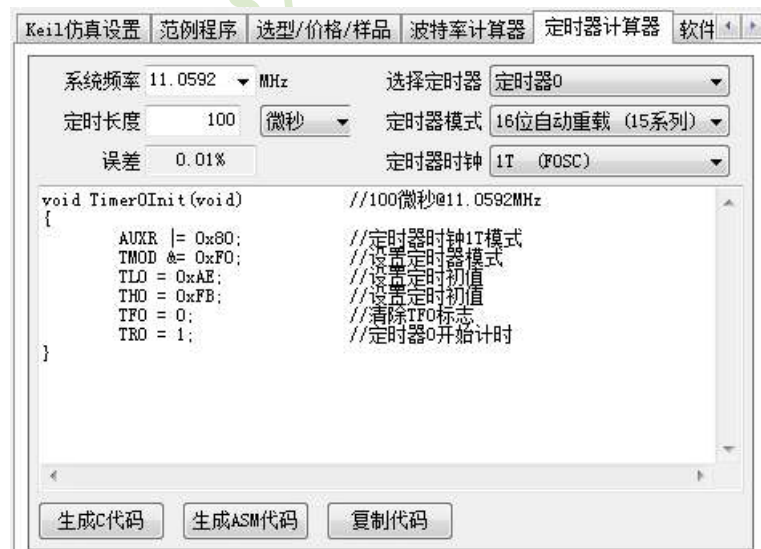 Keil仿真设置 范例程序 选型/价格/样品 波特率计算器 定时器计算器 软件
系统频率 11.0592 MHz 选择定时器 定时器0
定时长度 100 微秒 定时器模式 16位自动重载 (15系列)
误差 0.01% 定时器时钟 1T (FOSC)
void Timer0Init(void) //100微秒@11.0592MHz
{
AUXR |= 0x80; //定时器时钟1T模式
TMOD &= 0xF0; //设置定时器模式
TL0 = 0xAE; //设置定时初值
TH0 = 0xFB; //设置定时初值
TF0 = 0; //清除TF0标志
TR0 = 1; //定时器0开始计时
}
生成C代码 生成ASM代码 复制代码